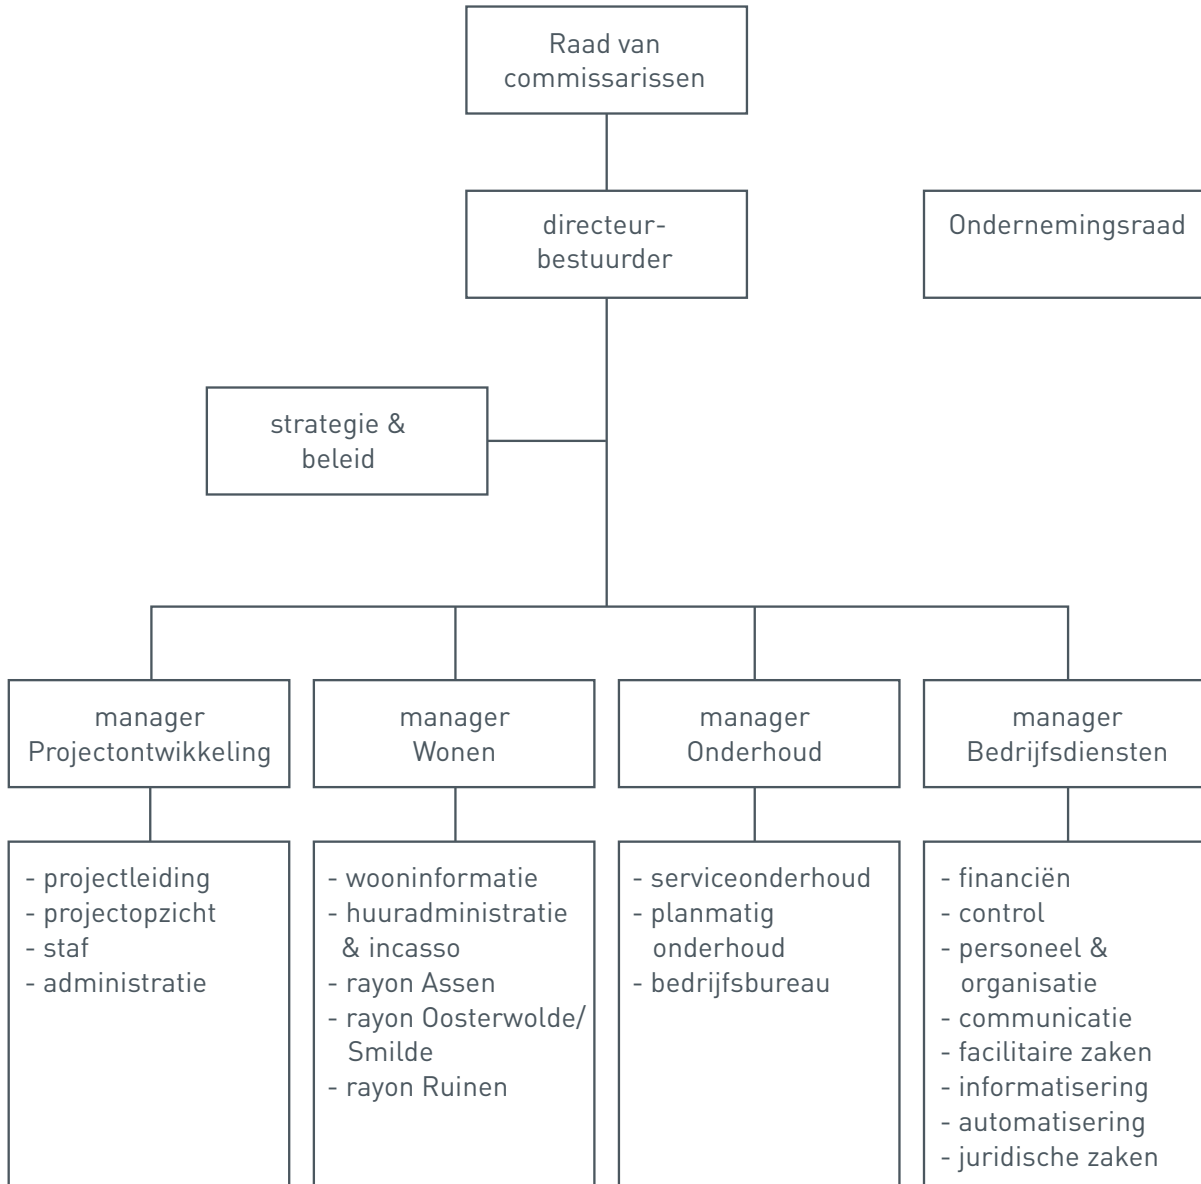 Raad van
commissarissen
directeur-
bestuurder
Ondernemingsraad
strategie &
beleid
manager
Projectontwikkeling
manager
Wonen
manager
Onderhoud
manager
Bedrijfsdiensten
- projectleiding
- projectopzicht
- staf
- administratie
- wooninformatie
- huuradministratie
& incasso
- rayon Assen
- rayon Oosterwolde/
Smilde
- rayon Ruinen
- serviceonderhoud
- planmatig
onderhoud
- bedrijfsbureau
- financiën
- control
- personeel &
organisatie
- communicatie
- facilitaire zaken
- informatisering
- automatisering
- juridische zaken